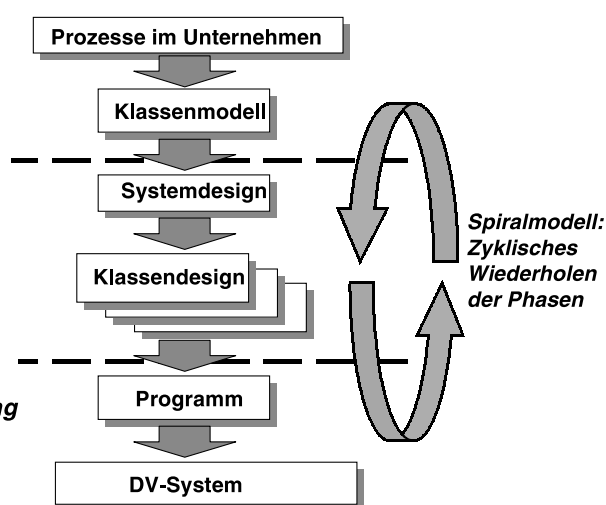 Prozesse im Unternehmen
Klassenmodell
Systemdesign
Klassendesign
Spiralmodell:
Zyklisches
Wiederholen
der Phasen
Programm
DV-System